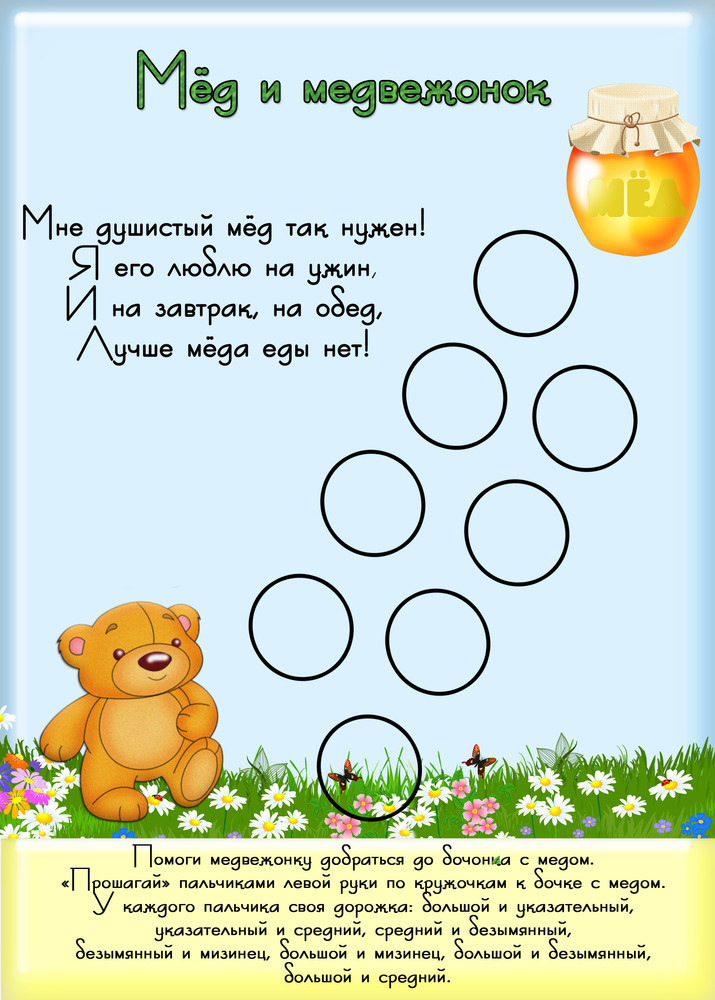 Мёд и медвежонок
МЁД
Мне душистый мёд так нужен!
Я его люблю на ужин,
И на завтрак, на обед,
Лучше мёда еды нет!
Помоги медвежонку добраться до бочонка с медом.
«Прошагай» пальчиками левой руки по кружочкам к бочке с медом.
У каждого пальчика своя дорожка: большой и указательный,
указательный и средний, средний и безымянный,
безымянный и мизинец, большой и мизинец, большой и безымянный,
большой и средний.